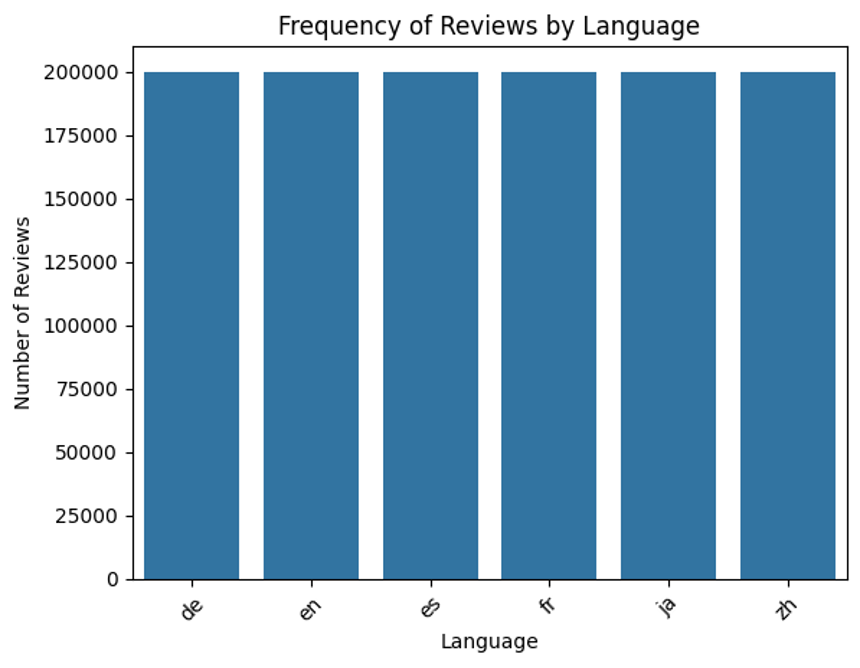 Frequency of Reviews by Language
Number of Reviews
200000
175000
150000
125000
100000
75000
50000
25000
0
de
en
es
fr
ja
zh
Language